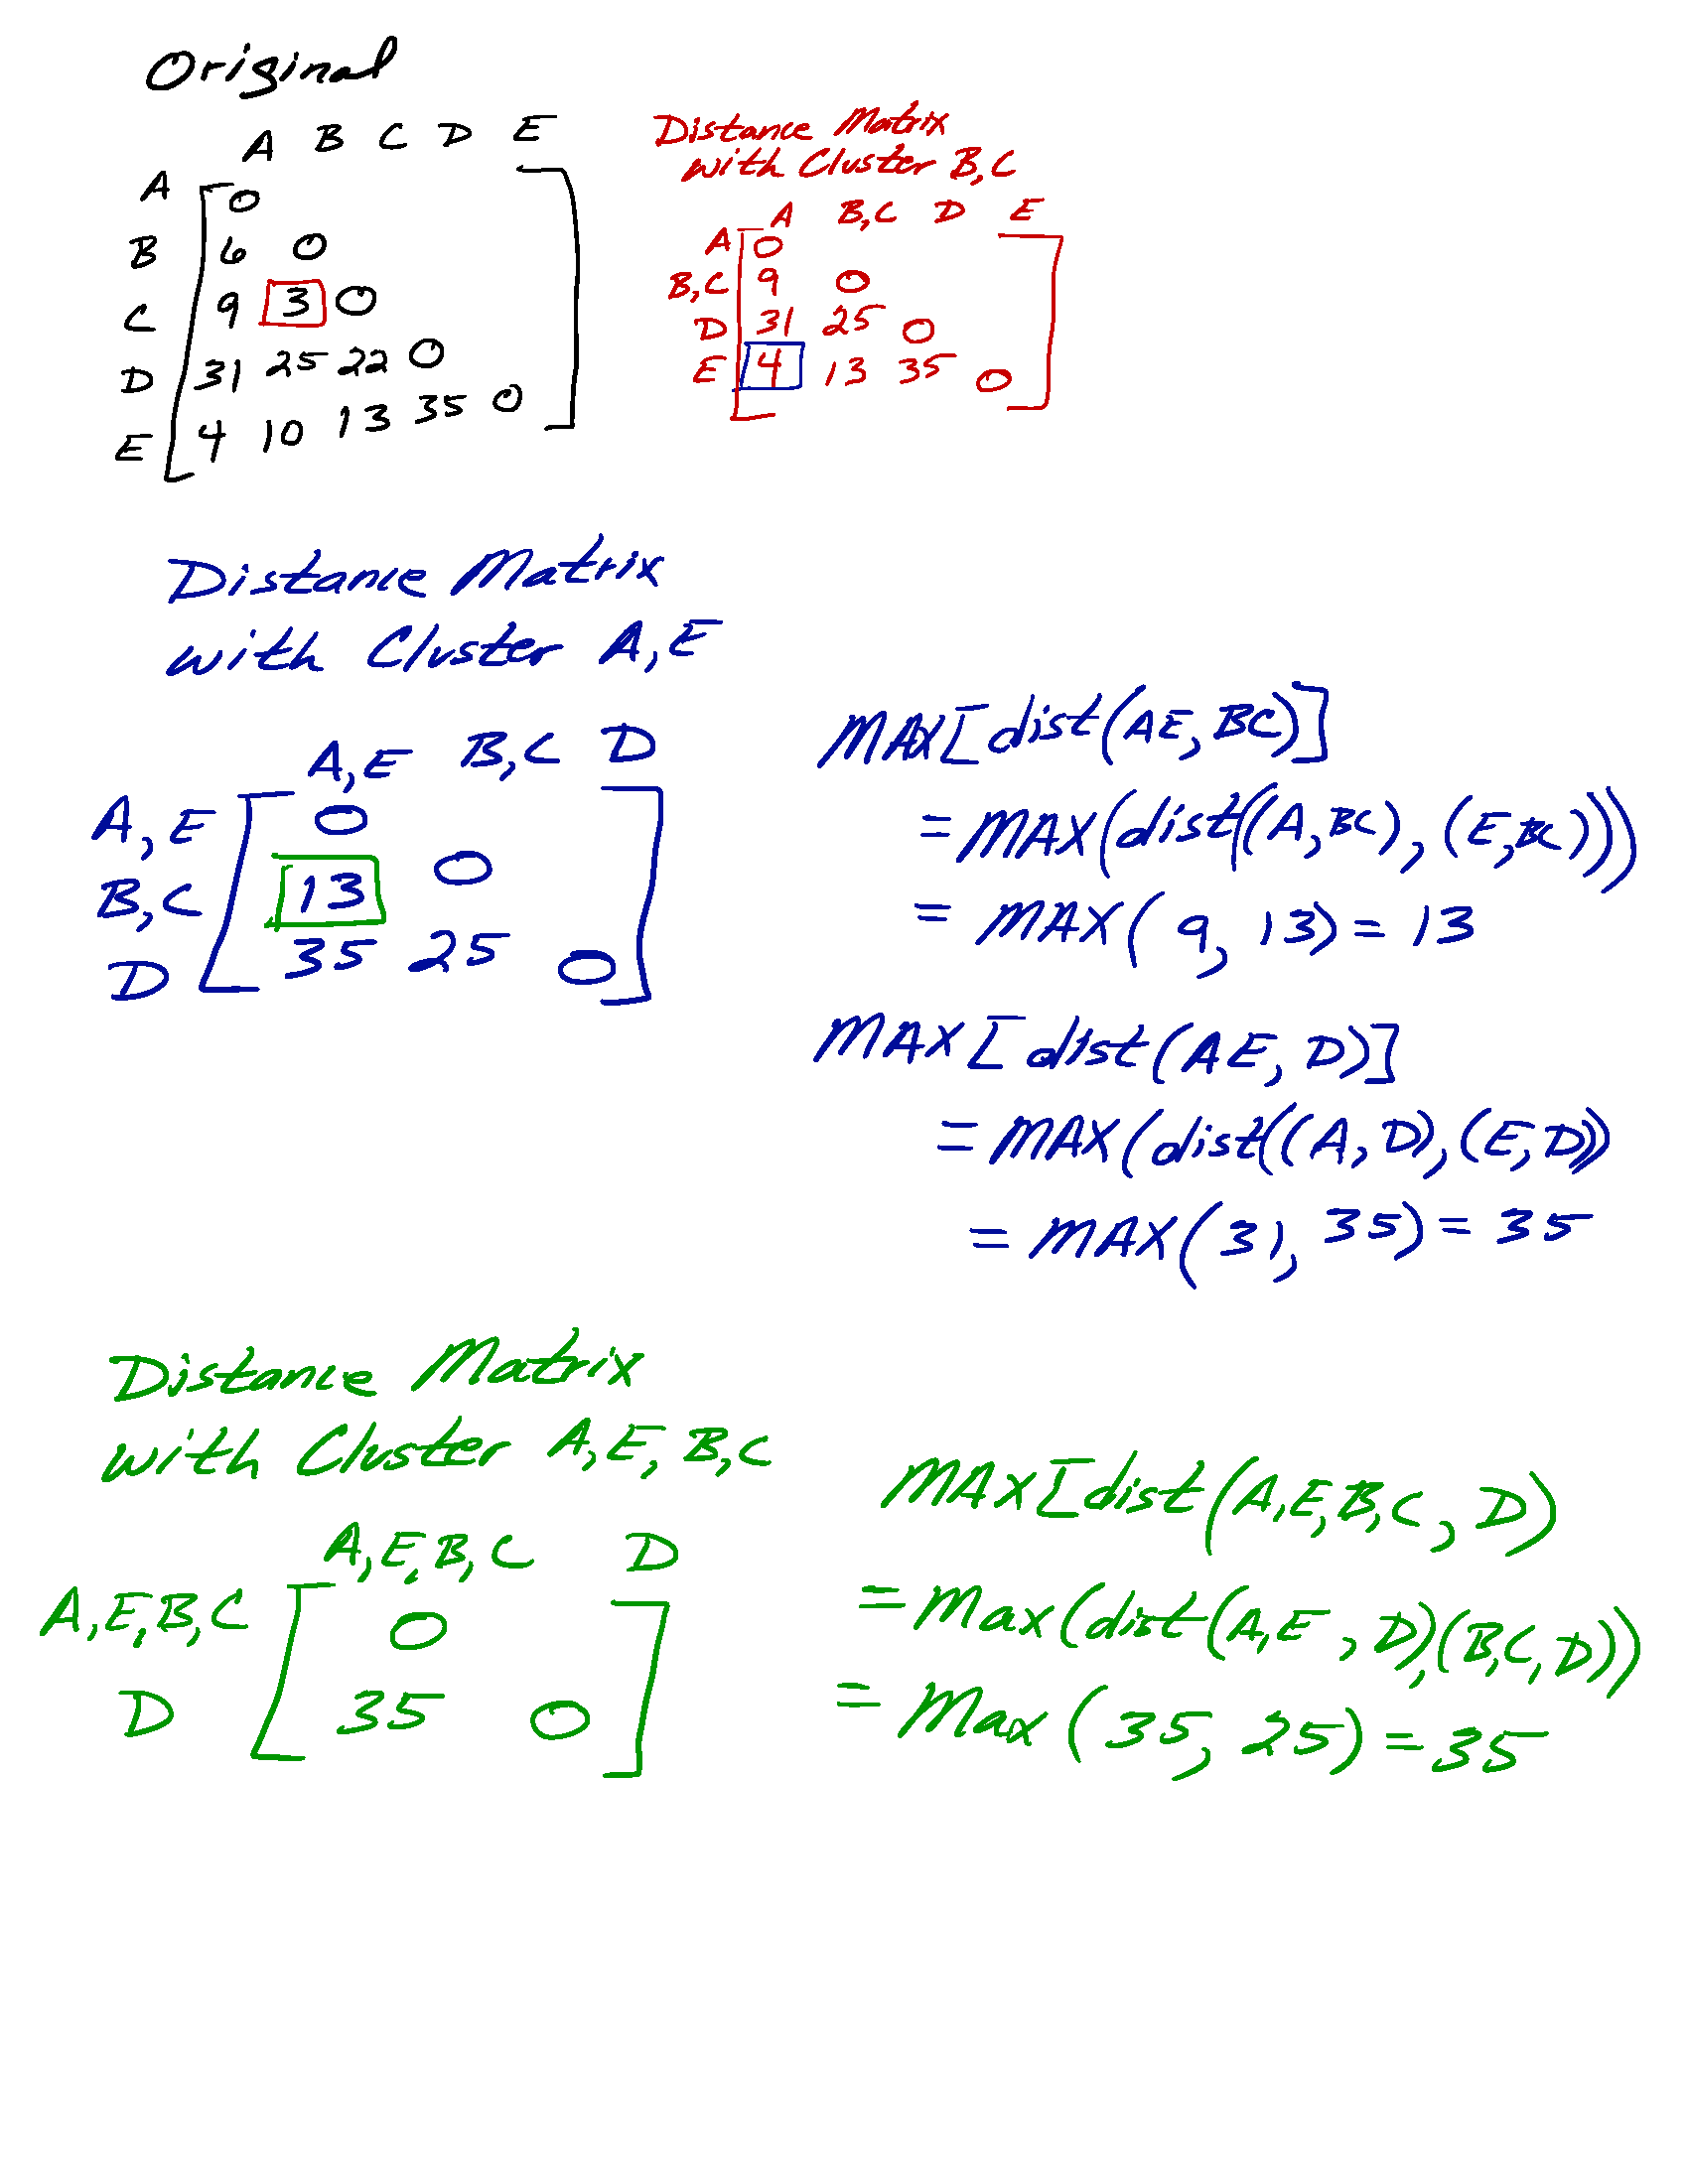 Original
A B C D E
A 0
B 6 0
C 9 3 0
D 31 25 22 0
E 4 10 13 35 0
Distance Matrix
with Cluster B,C
A B,C D E
A 0
B,C 9 0
D 31 25 0
E 4 13 35 0
Distance Matrix
with Cluster A,E
A,E B,C D
A,E 0
B,C 13 0
D 35 25 0
MAX[dist(AE, BC)]
= MAX(dist((A,BC), (E,BC)))
= MAX(9, 13) = 13
MAX[dist(AE, D)]
= MAX(dist((A,D),(E,D))
= MAX(31, 35) = 35
Distance Matrix
with Cluster A,E,B,C
A,E,B,C D
A,E,B,C 0
D 35 0
MAX[dist(A,E,B,C, D)
= Max(dist(A,E, D),(B,C,D))
= Max(35, 25) = 35